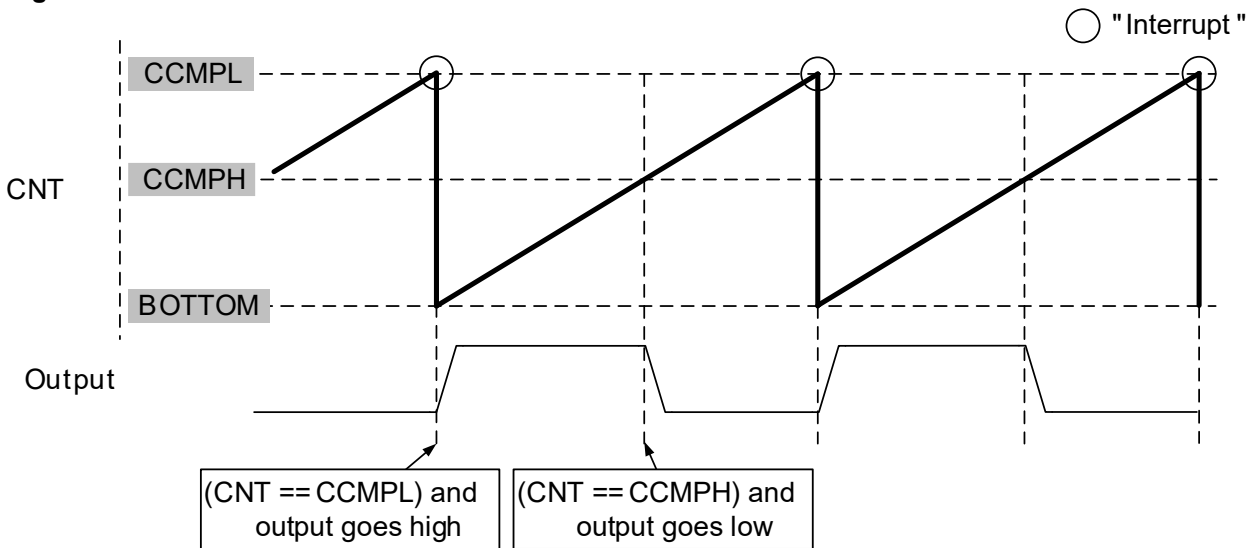 "Interrupt"
CCMPL
CCMPH
CNT
BOTTOM
Output
(CNT == CCMPL) and
output goes high
(CNT == CCMPH) and
output goes low